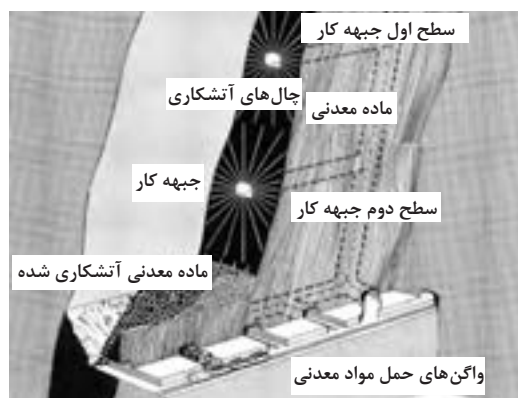 سطح اول جبهه کار
چال‌های آتشکاری
ماده معدنی
جبهه کار
سطح دوم جبهه کار
ماده معدنی آتشکاری شده
واگن‌های حمل مواد معدنی